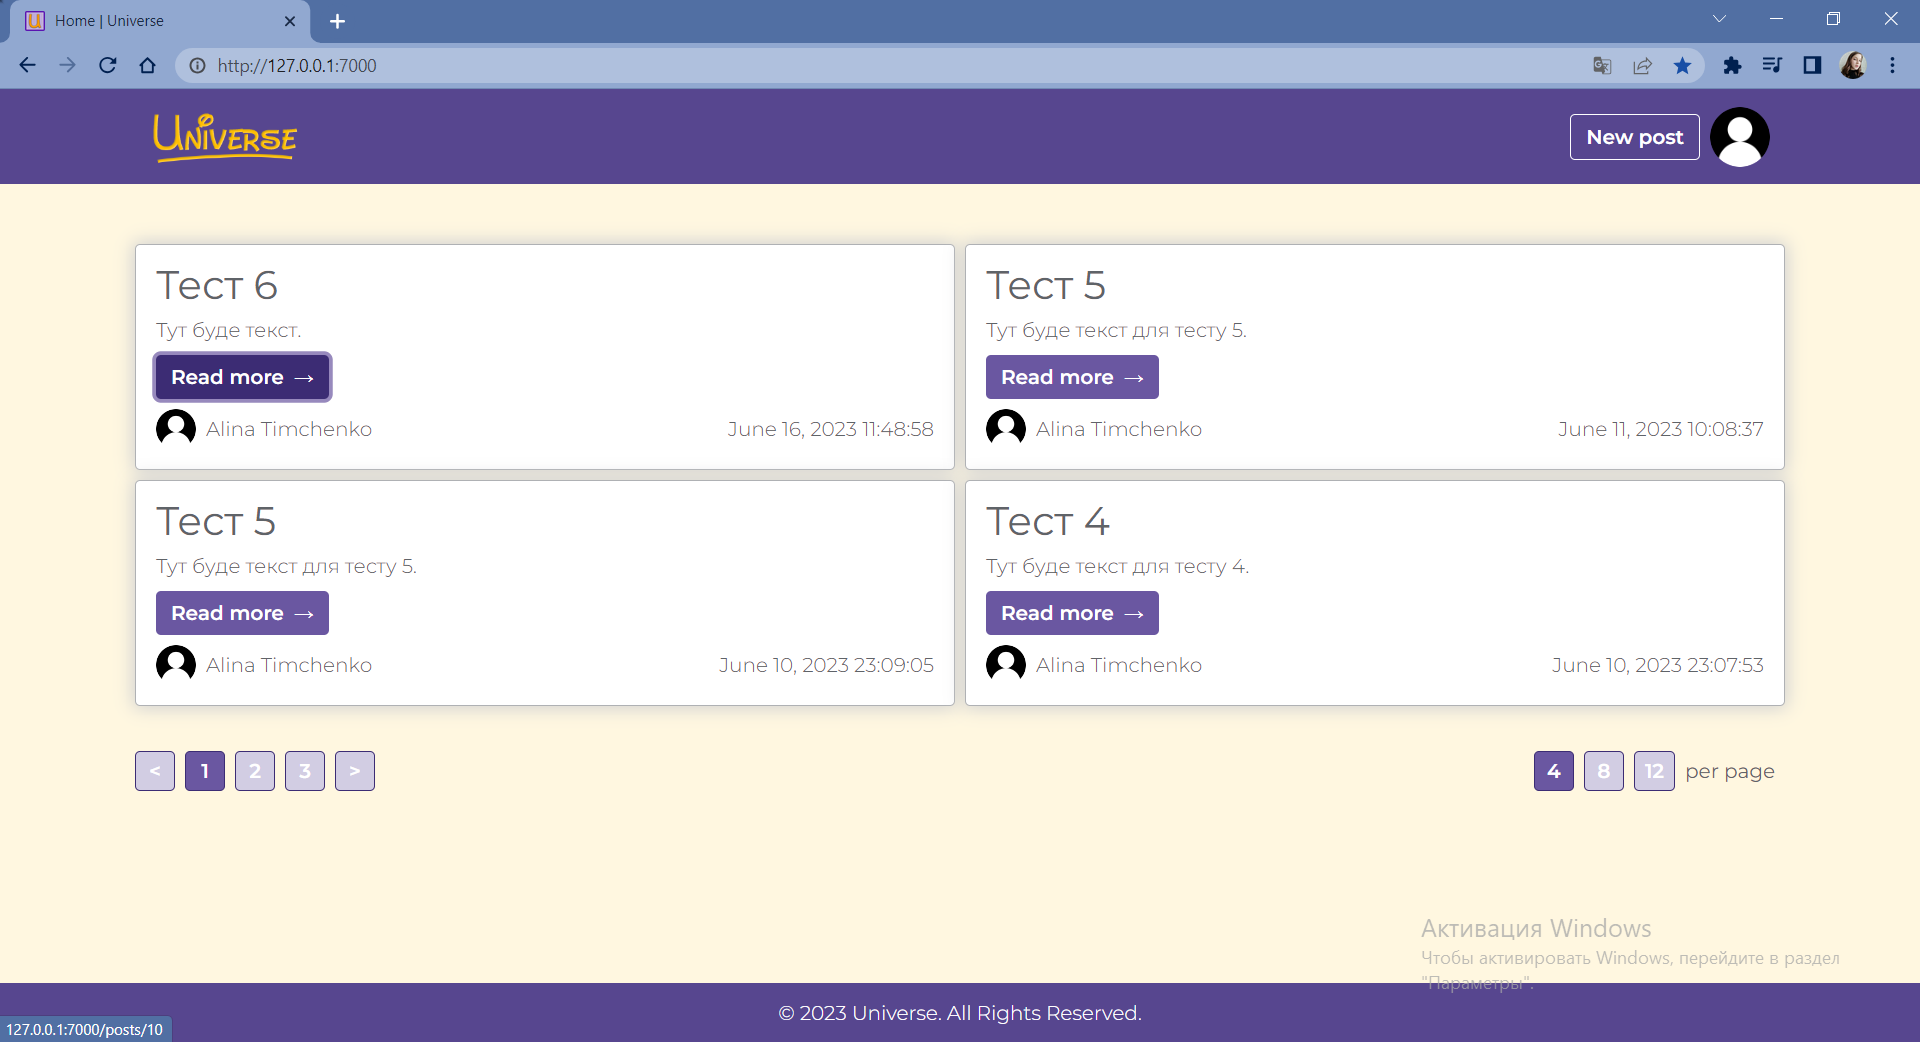 Home | Universe
http://127.0.0.1:7000
Universe
New post
Тест 6
Тут буде текст.
Read more →
Alina Timchenko
June 16, 2023 11:48:58
Тест 5
Тут буде текст для тесту 5.
Read more →
Alina Timchenko
June 11, 2023 10:08:37
Тест 5
Тут буде текст для тесту 5.
Read more →
Alina Timchenko
June 10, 2023 23:09:05
Тест 4
Тут буде текст для тесту 4.
Read more →
Alina Timchenko
June 10, 2023 23:07:53
< 1 2 3 >
4 8 12 per page
Активация Windows
Чтобы активировать Windows, перейдите в раздел
"Параметры".
© 2023 Universe. All Rights Reserved.
127.0.0.1:7000/posts/10